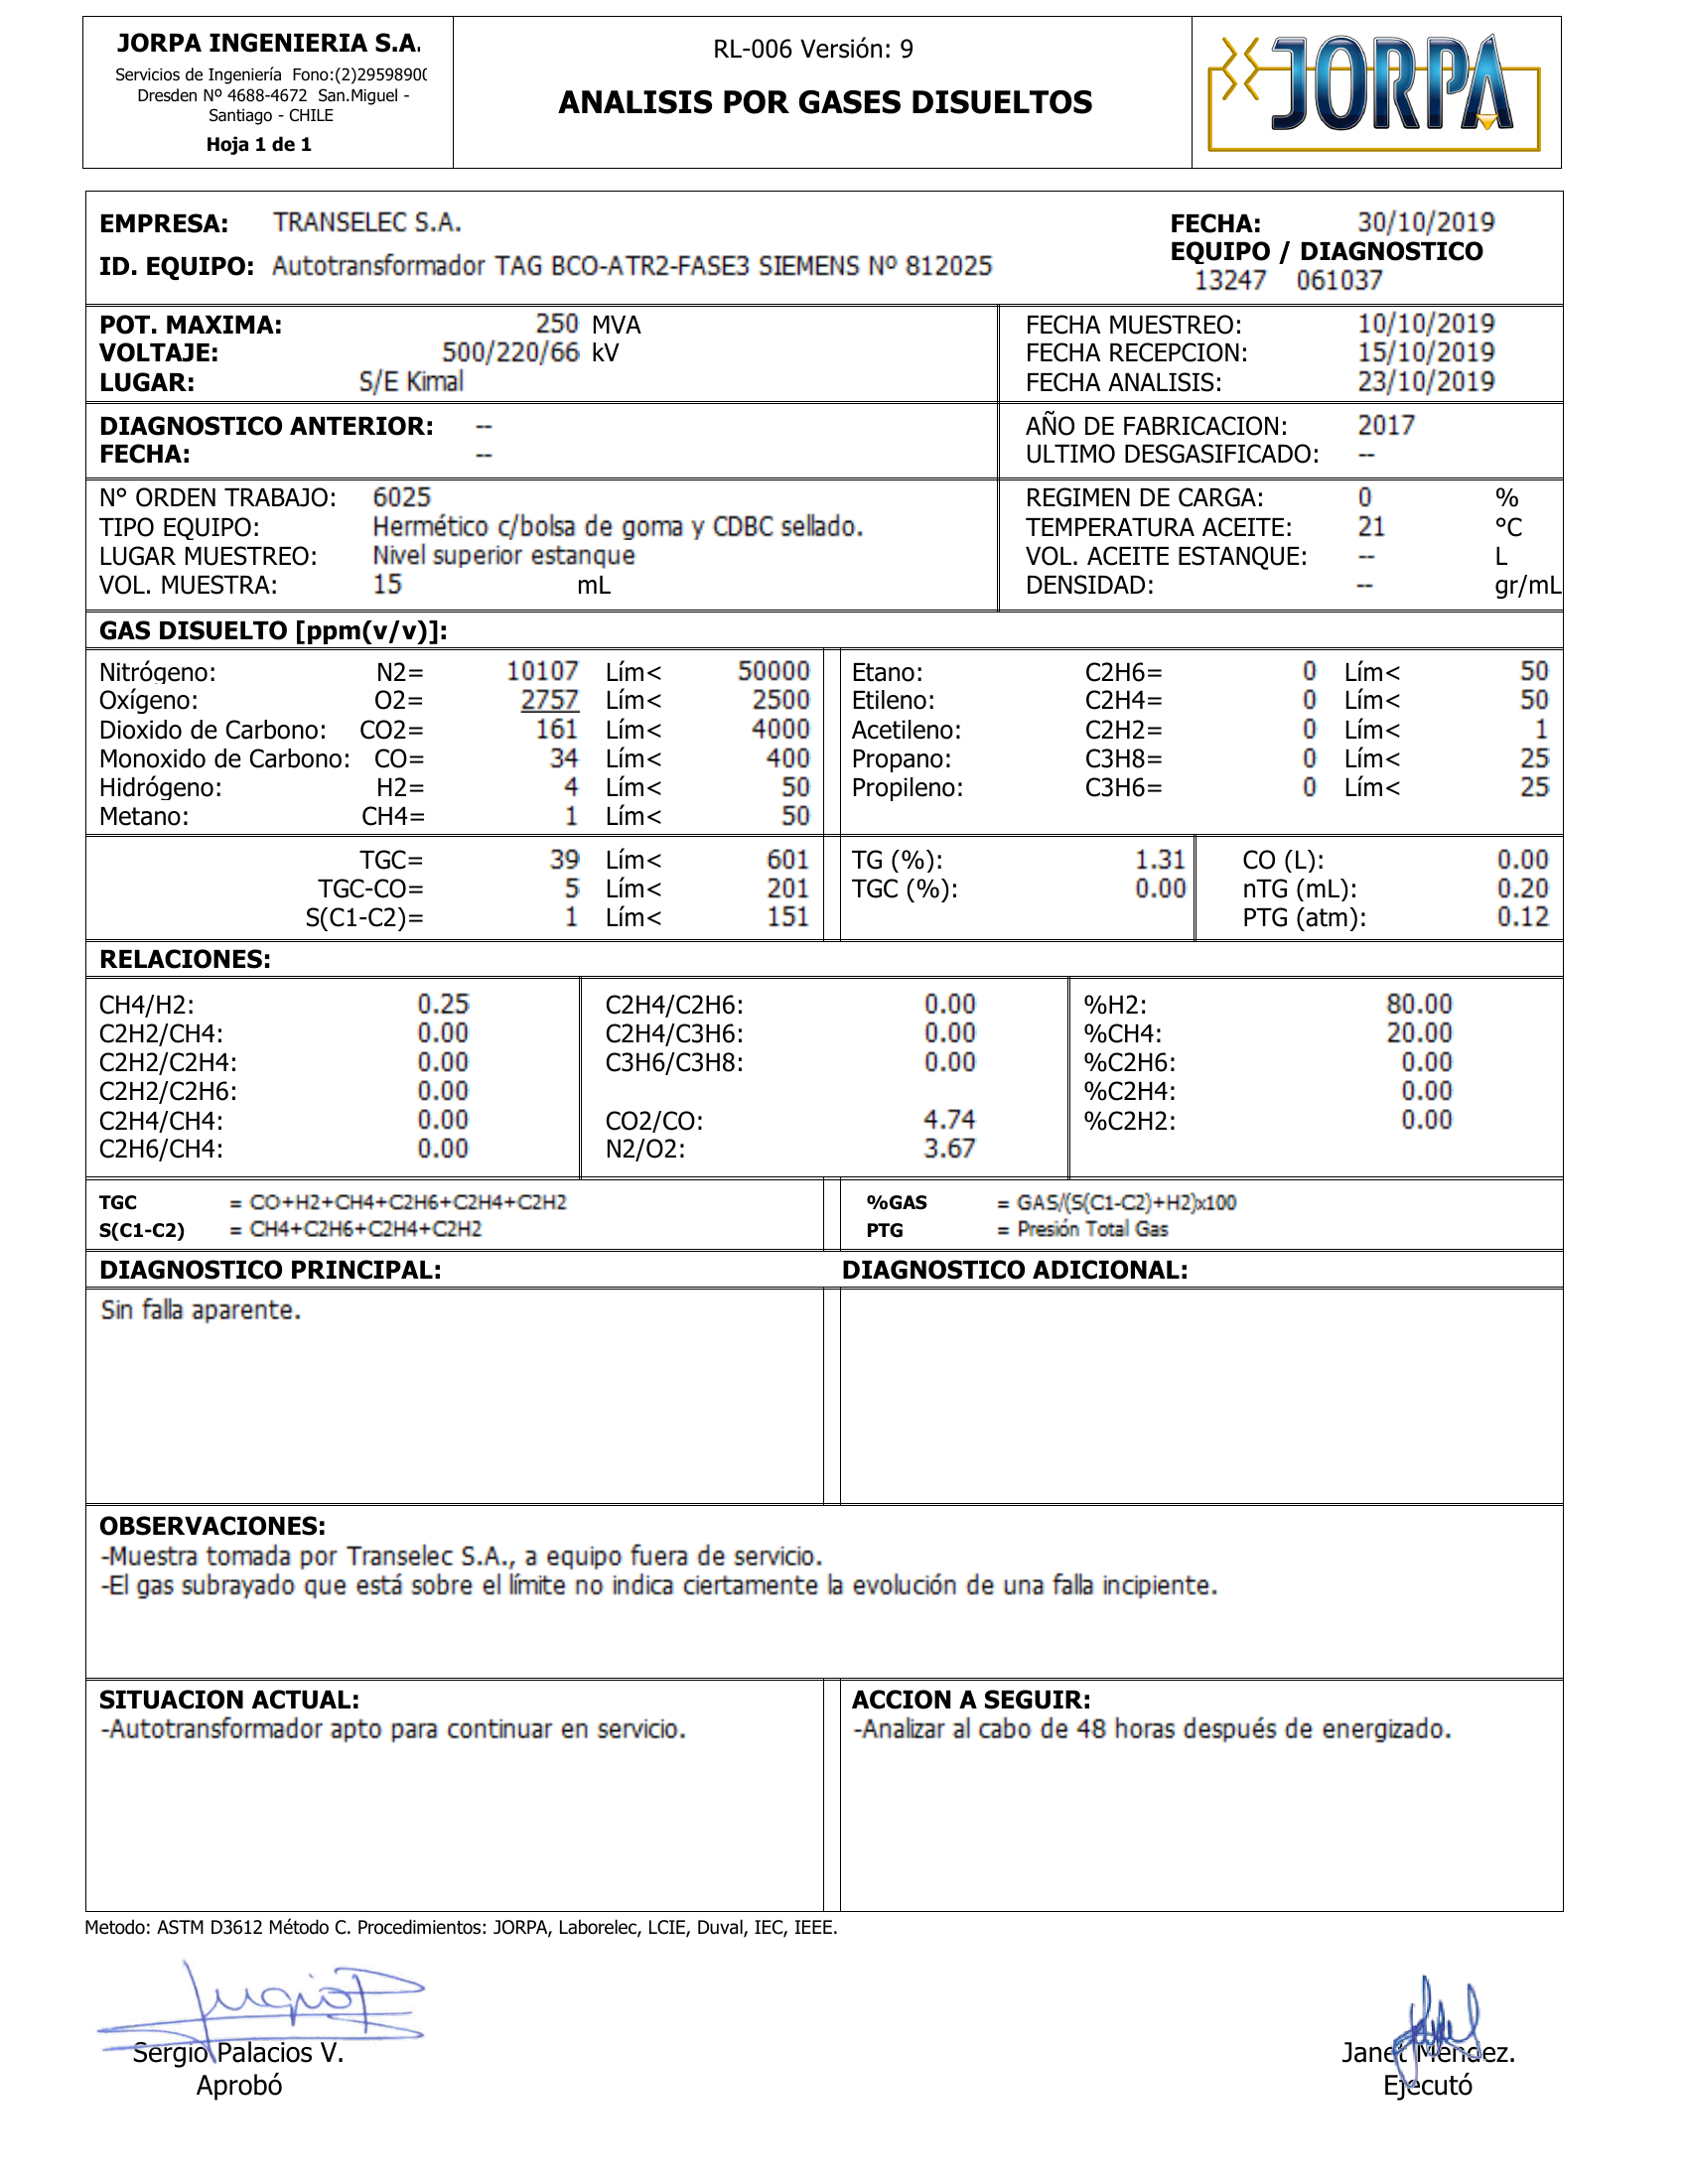 JORPA INGENIERIA S.A.
Servicios de Ingeniería Fono:(2)29598900
Dresden Nº 4688-4672 San.Miguel -
Santiago - CHILE
Hoja 1 de 1
RL-006 Versión: 9
ANALISIS POR GASES DISUELTOS
JORPA
EMPRESA: TRANSELEC S.A.
FECHA: 30/10/2019
ID. EQUIPO: Autotransformador TAG BCO-ATR2-FASE3 SIEMENS Nº 812025
EQUIPO / DIAGNOSTICO
13247 061037
POT. MAXIMA: 250 MVA
VOLTAJE: 500/220/66 kV
LUGAR: S/E Kimal
FECHA MUESTREO: 10/10/2019
FECHA RECEPCION: 15/10/2019
FECHA ANALISIS: 23/10/2019
DIAGNOSTICO ANTERIOR: --
FECHA: --
AÑO DE FABRICACION: 2017
ULTIMO DESGASIFICADO: --
N° ORDEN TRABAJO: 6025
TIPO EQUIPO: Hermético c/bolsa de goma y CDBC sellado.
LUGAR MUESTREO: Nivel superior estanque
VOL. MUESTRA: 15 mL
REGIMEN DE CARGA: 0 %
TEMPERATURA ACEITE: 21 °C
VOL. ACEITE ESTANQUE: -- L
DENSIDAD: -- gr/mL
GAS DISUELTO [ppm(v/v)]:
Nitrógeno: N2= 10107 Lím< 50000
Oxígeno: O2= 2757 Lím< 2500
Dioxido de Carbono: CO2= 161 Lím< 4000
Monoxido de Carbono: CO= 34 Lím< 400
Hidrógeno: H2= 4 Lím< 50
Metano: CH4= 1 Lím< 50
Etano: C2H6= 0 Lím< 50
Etileno: C2H4= 0 Lím< 50
Acetileno: C2H2= 0 Lím< 1
Propano: C3H8= 0 Lím< 25
Propileno: C3H6= 0 Lím< 25
TGC= 39 Lím< 601
TGC-CO= 5 Lím< 201
S(C1-C2)= 1 Lím< 151
TG (%): 1.31
TGC (%): 0.00
CO (L): 0.00
nTG (mL): 0.20
PTG (atm): 0.12
RELACIONES:
CH4/H2: 0.25
C2H2/CH4: 0.00
C2H2/C2H4: 0.00
C2H2/C2H6: 0.00
C2H4/CH4: 0.00
C2H6/CH4: 0.00
C2H4/C2H6: 0.00
C2H4/C3H6: 0.00
C3H6/C3H8: 0.00
CO2/CO: 4.74
N2/O2: 3.67
%H2: 80.00
%CH4: 20.00
%C2H6: 0.00
%C2H4: 0.00
%C2H2: 0.00
TGC = CO+H2+CH4+C2H6+C2H4+C2H2
S(C1-C2) = CH4+C2H6+C2H4+C2H2
%GAS = GAS/(S(C1-C2)+H2)x100
PTG = Presión Total Gas
DIAGNOSTICO PRINCIPAL:
Sin falla aparente.
DIAGNOSTICO ADICIONAL:
OBSERVACIONES:
-Muestra tomada por Transelec S.A., a equipo fuera de servicio.
-El gas subrayado que está sobre el límite no indica ciertamente la evolución de una falla incipiente.
SITUACION ACTUAL:
-Autotransformador apto para continuar en servicio.
ACCION A SEGUIR:
-Analizar al cabo de 48 horas después de energizado.
Metodo: ASTM D3612 Método C. Procedimientos: JORPA, Laborelec, LCIE, Duval, IEC, IEEE.
Sergio Palacios V.
Aprobó
Janet Méndez.
Ejecutó